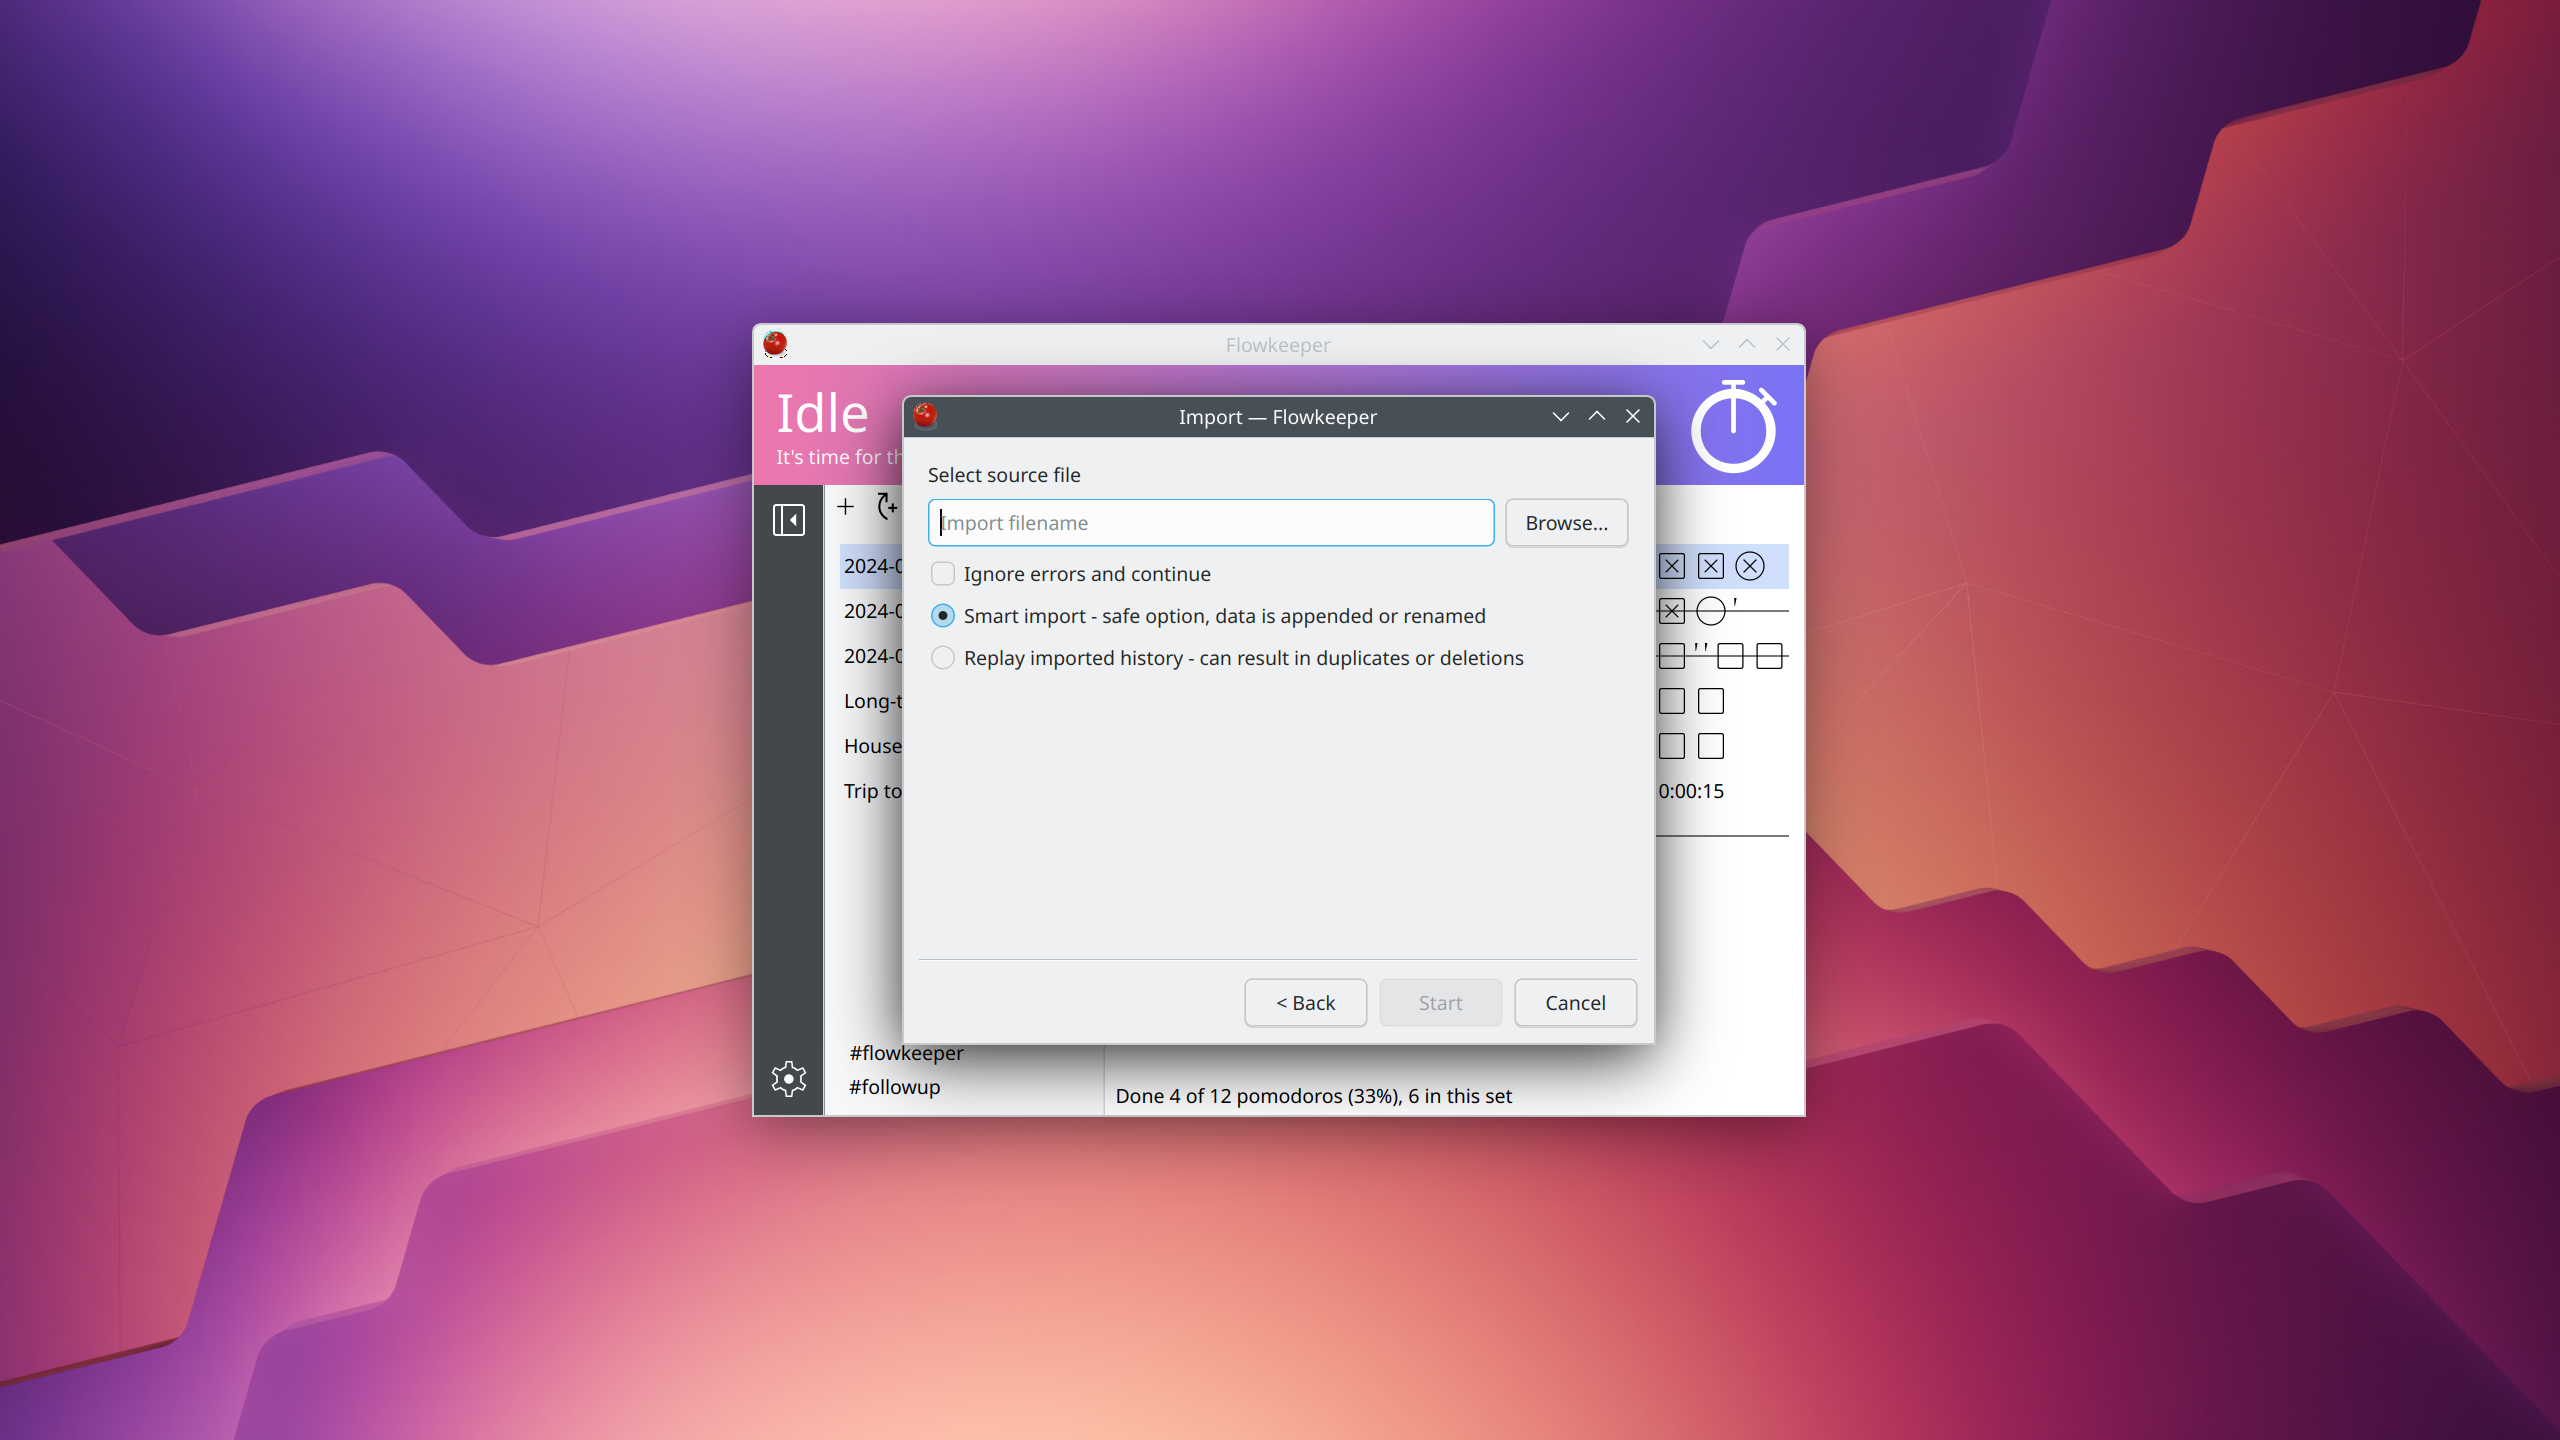 Flowkeeper
Idle
It's time for th
Import — Flowkeeper
Select source file
Import filename
Browse...
Ignore errors and continue
Smart import - safe option, data is appended or renamed
Replay imported history - can result in duplicates or deletions
< Back
Start
Cancel
2024-0
2024-0
2024-0
Long-t
House
Trip to
0:00:15
#flowkeeper
#followup
Done 4 of 12 pomodoros (33%), 6 in this set